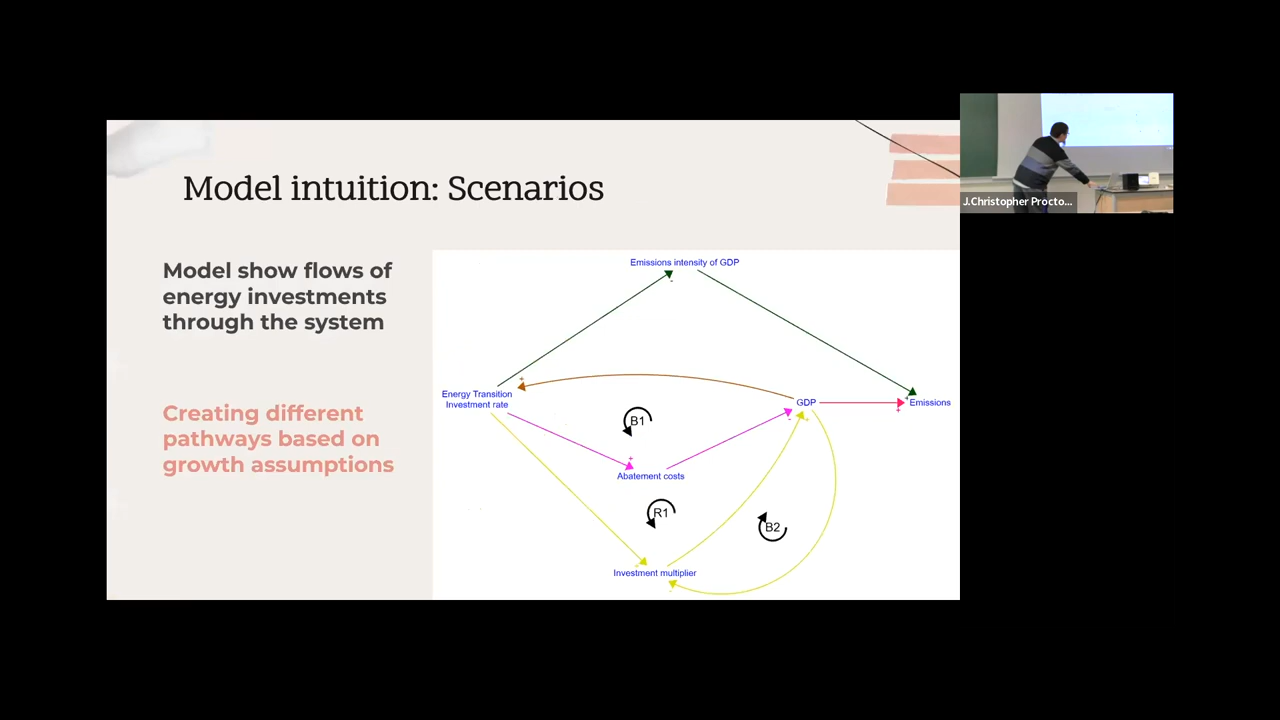 Model intuition: Scenarios
Model show flows of
energy investments
through the system
Creating different
pathways based on
growth assumptions
Emissions intensity of GDP
-
+
Energy Transition
Investment rate
GDP
+
+
Emissions
B1
-
+
+
Abatement costs
R1
B2
+
Investment multiplier
-
J.Christopher Procto...